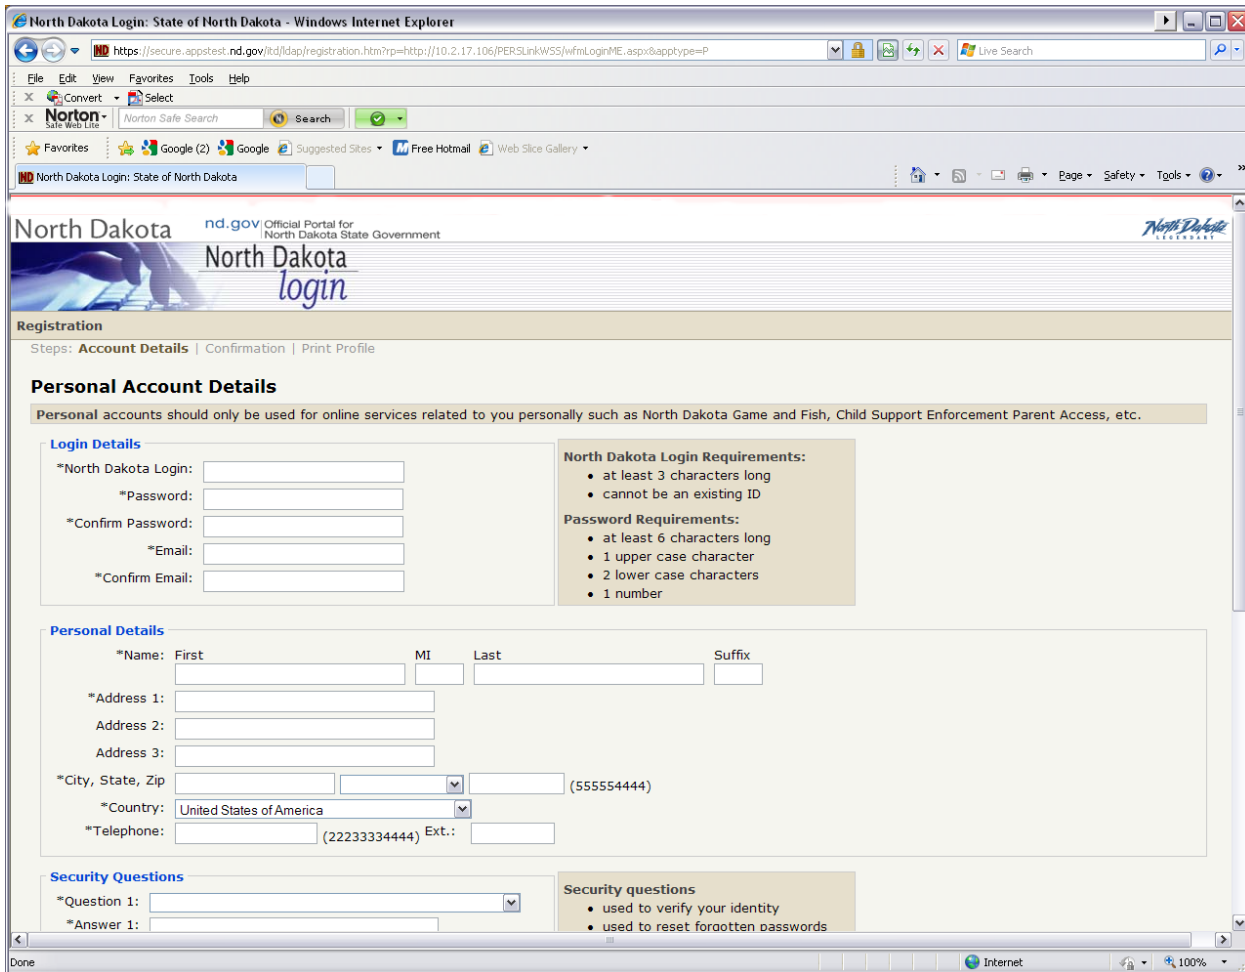 North Dakota Login: State of North Dakota - Windows Internet Explorer
https://secure.appstest.nd.gov/itd/ldap/registration.htm?rp=http://10.2.17.106/PERSLinkWSS/wfmLoginME.aspx&apptype=P
Live Search
File Edit View Favorites Tools Help
x Convert Select
x Norton Safe Web Lite Norton Safe Search Search
Favorites Google (2) Google Suggested Sites Free Hotmail Web Slice Gallery
ND North Dakota Login: State of North Dakota Page Safety Tools »
North Dakota nd.gov Official Portal for
North Dakota State Government
North Dakota
LEGENDARY
North Dakota
login
Registration
Steps: Account Details | Confirmation | Print Profile
Personal Account Details
Personal accounts should only be used for online services related to you personally such as North Dakota Game and Fish, Child Support Enforcement Parent Access, etc.
Login Details
*North Dakota Login:
*Password:
*Confirm Password:
*Email:
*Confirm Email:
North Dakota Login Requirements:
• at least 3 characters long
• cannot be an existing ID
Password Requirements:
• at least 6 characters long
• 1 upper case character
• 2 lower case characters
• 1 number
Personal Details
*Name: First MI Last Suffix
*Address 1:
Address 2:
Address 3:
*City, State, Zip (555554444)
*Country: United States of America
*Telephone: (22233334444) Ext.:
Security Questions
*Question 1:
*Answer 1:
Security questions
• used to verify your identity
• used to reset forgotten passwords
Done Internet 100%